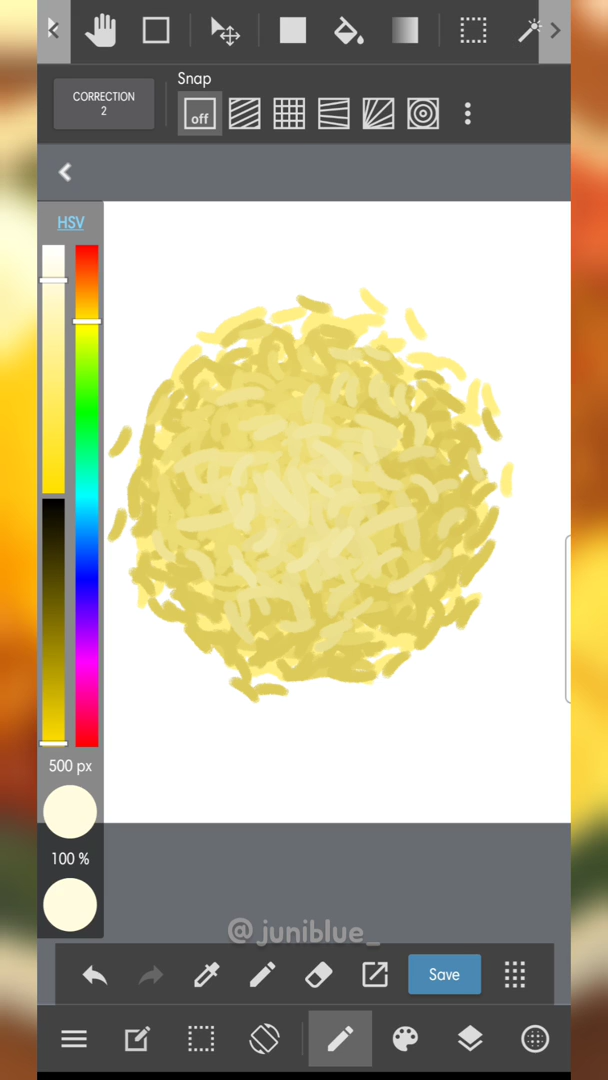 Snap
CORRECTION
2
off
HSV
500 px
100 %
@juniblue_
Save